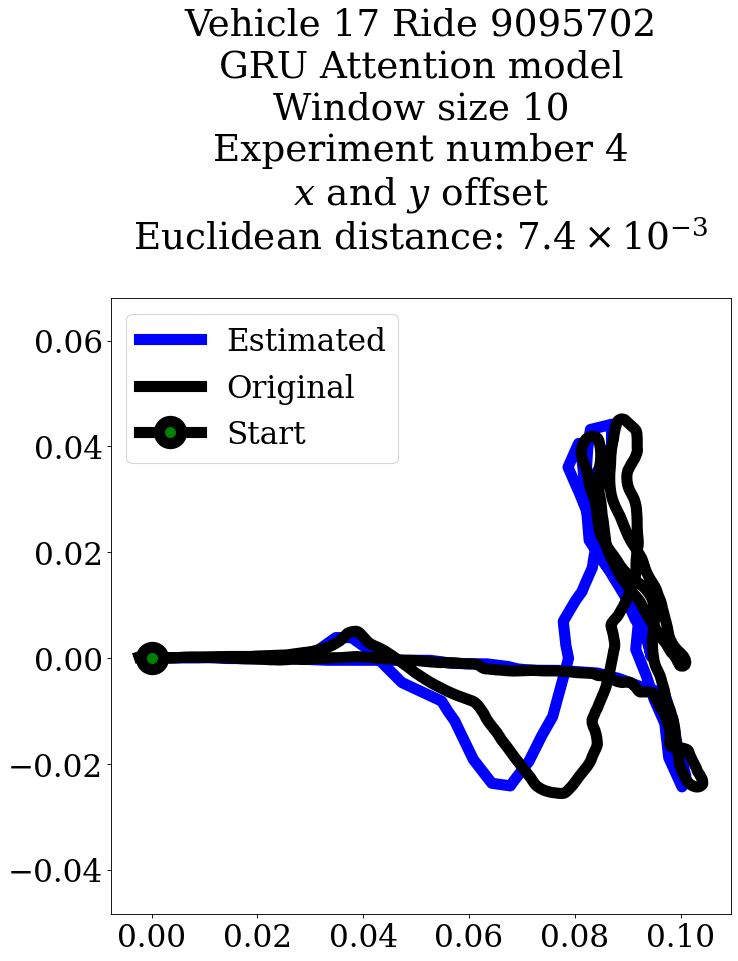 Vehicle 17 Ride 9095702
GRU Attention model
Window size 10
Experiment number 4
x and y offset
Euclidean distance: 7.4 × 10⁻³
Estimated
Original
Start
0.06
0.04
0.02
0.00
−0.02
−0.04
0.00 0.02 0.04 0.06 0.08 0.10